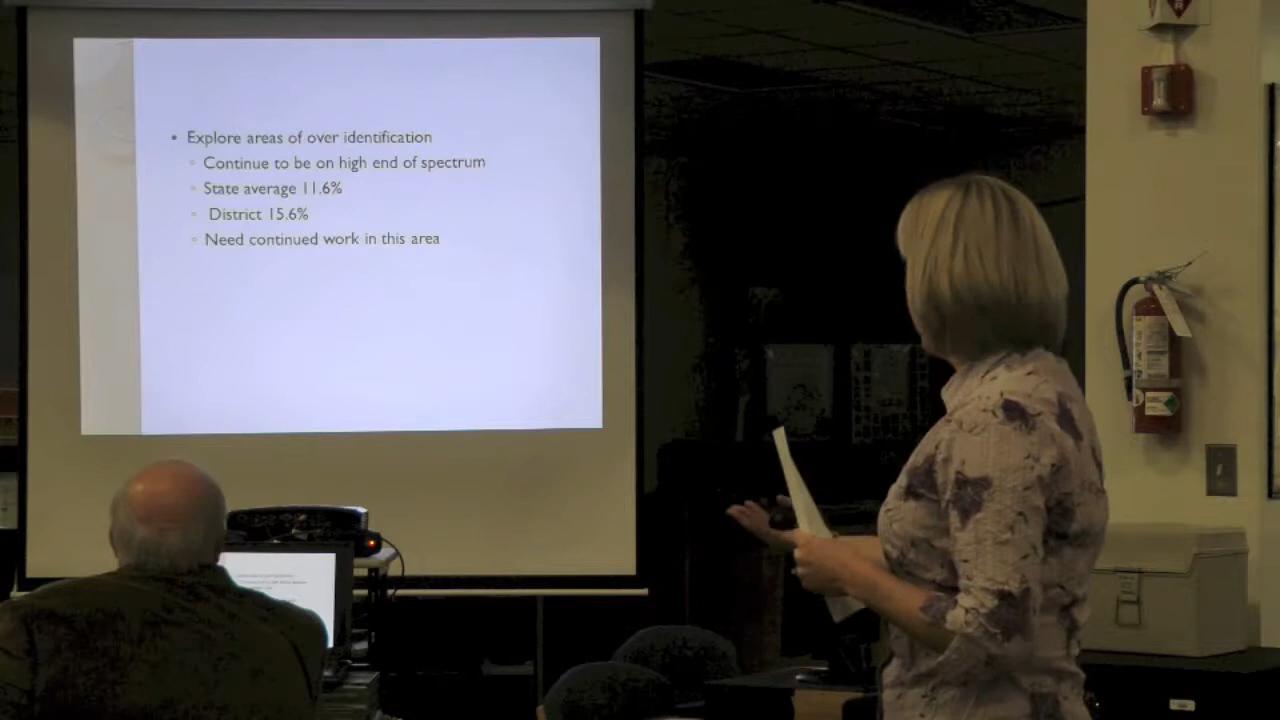 • Explore areas of over identification
◦ Continue to be on high end of spectrum
◦ State average 11.6%
◦ District 15.6%
◦ Need continued work in this area